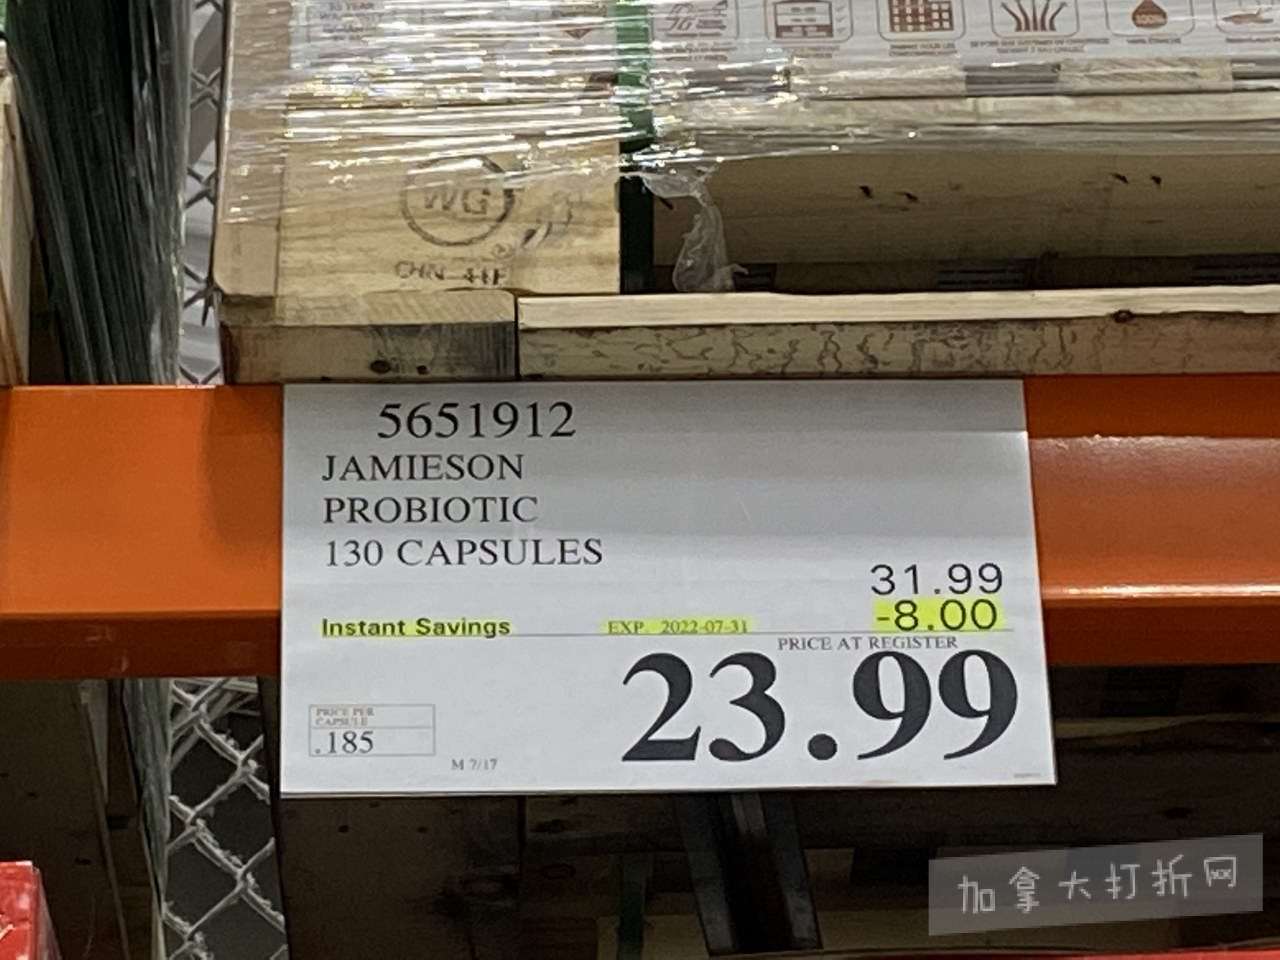 WG
5651912
JAMIESON
PROBIOTIC
130 CAPSULES
31.99
-8.00
Instant Savings EXP. 2022-07-31
PRICE AT REGISTER
23.99
PRICE PER
CAPSULE
.185
M 7/17
加拿大打折网